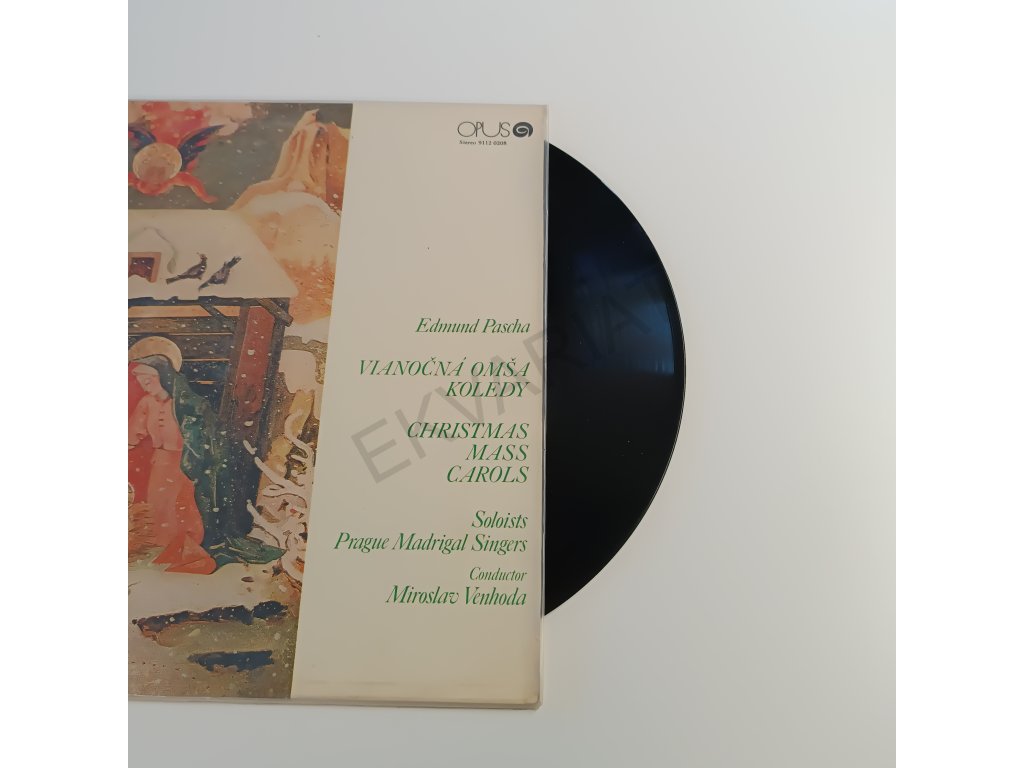 OPUS
Stereo 9112 0208
Edmund Pascha
VIANOČNÁ OMŠA
KOLEDY
CHRISTMAS
MASS
CAROLS
Soloists
Prague Madrigal Singers
Conductor
Miroslav Venhoda
EKVARIAT